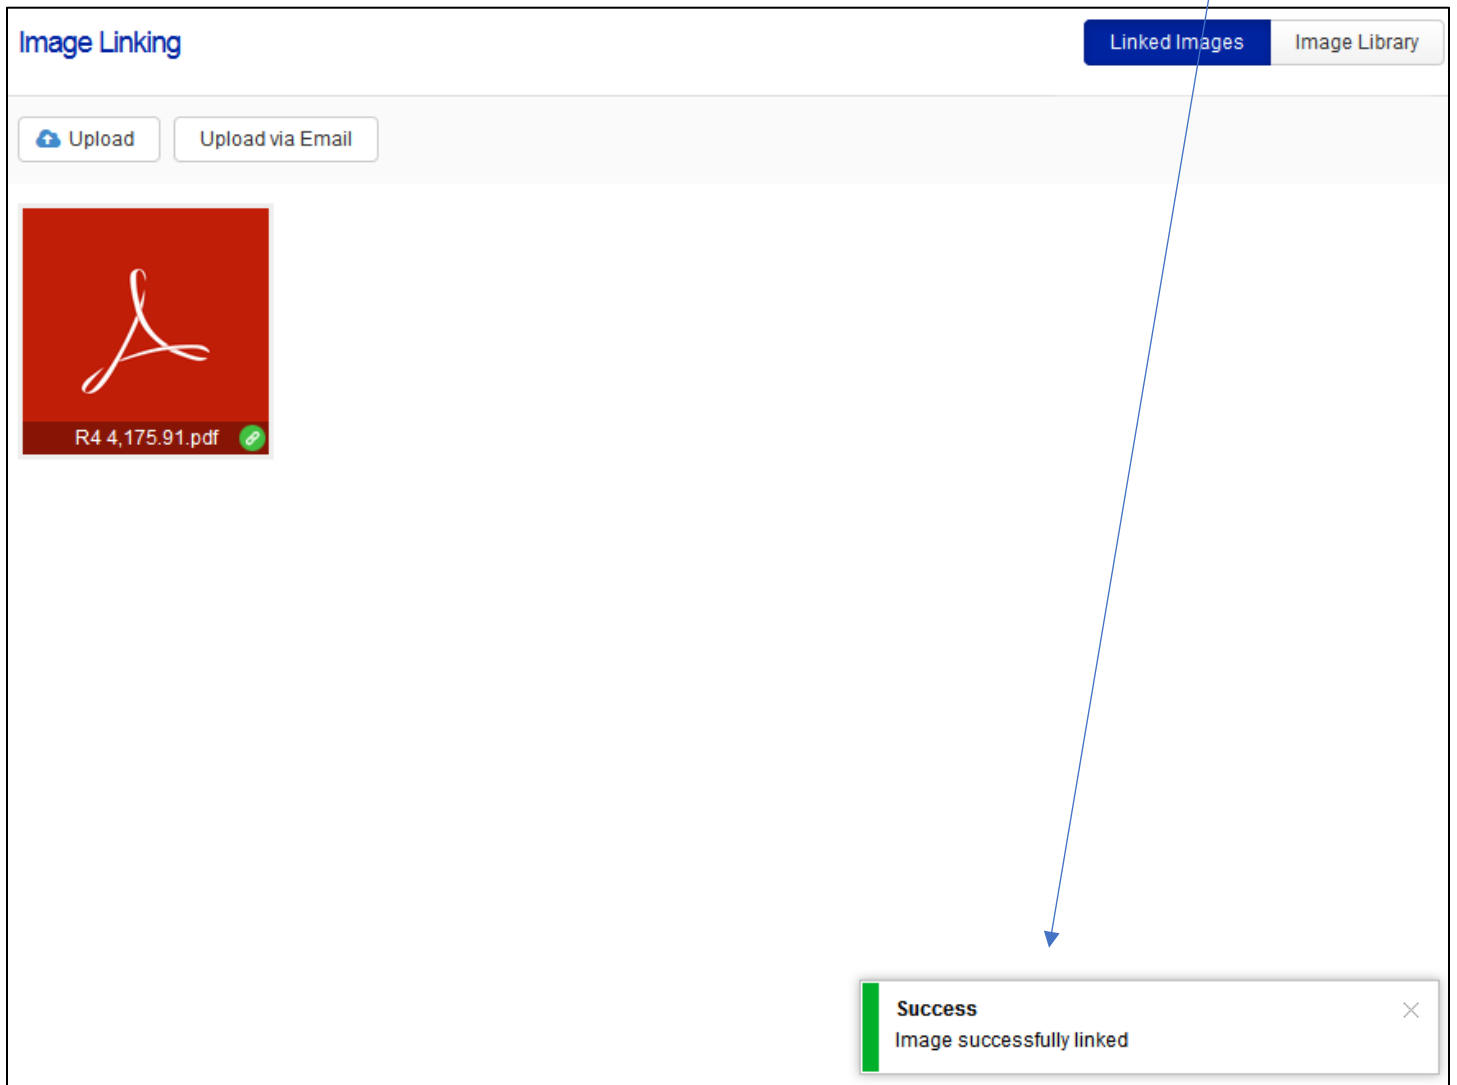 Image Linking
Linked Images
Image Library
Upload
Upload via Email
R4 4,175.91.pdf
Success
Image successfully linked